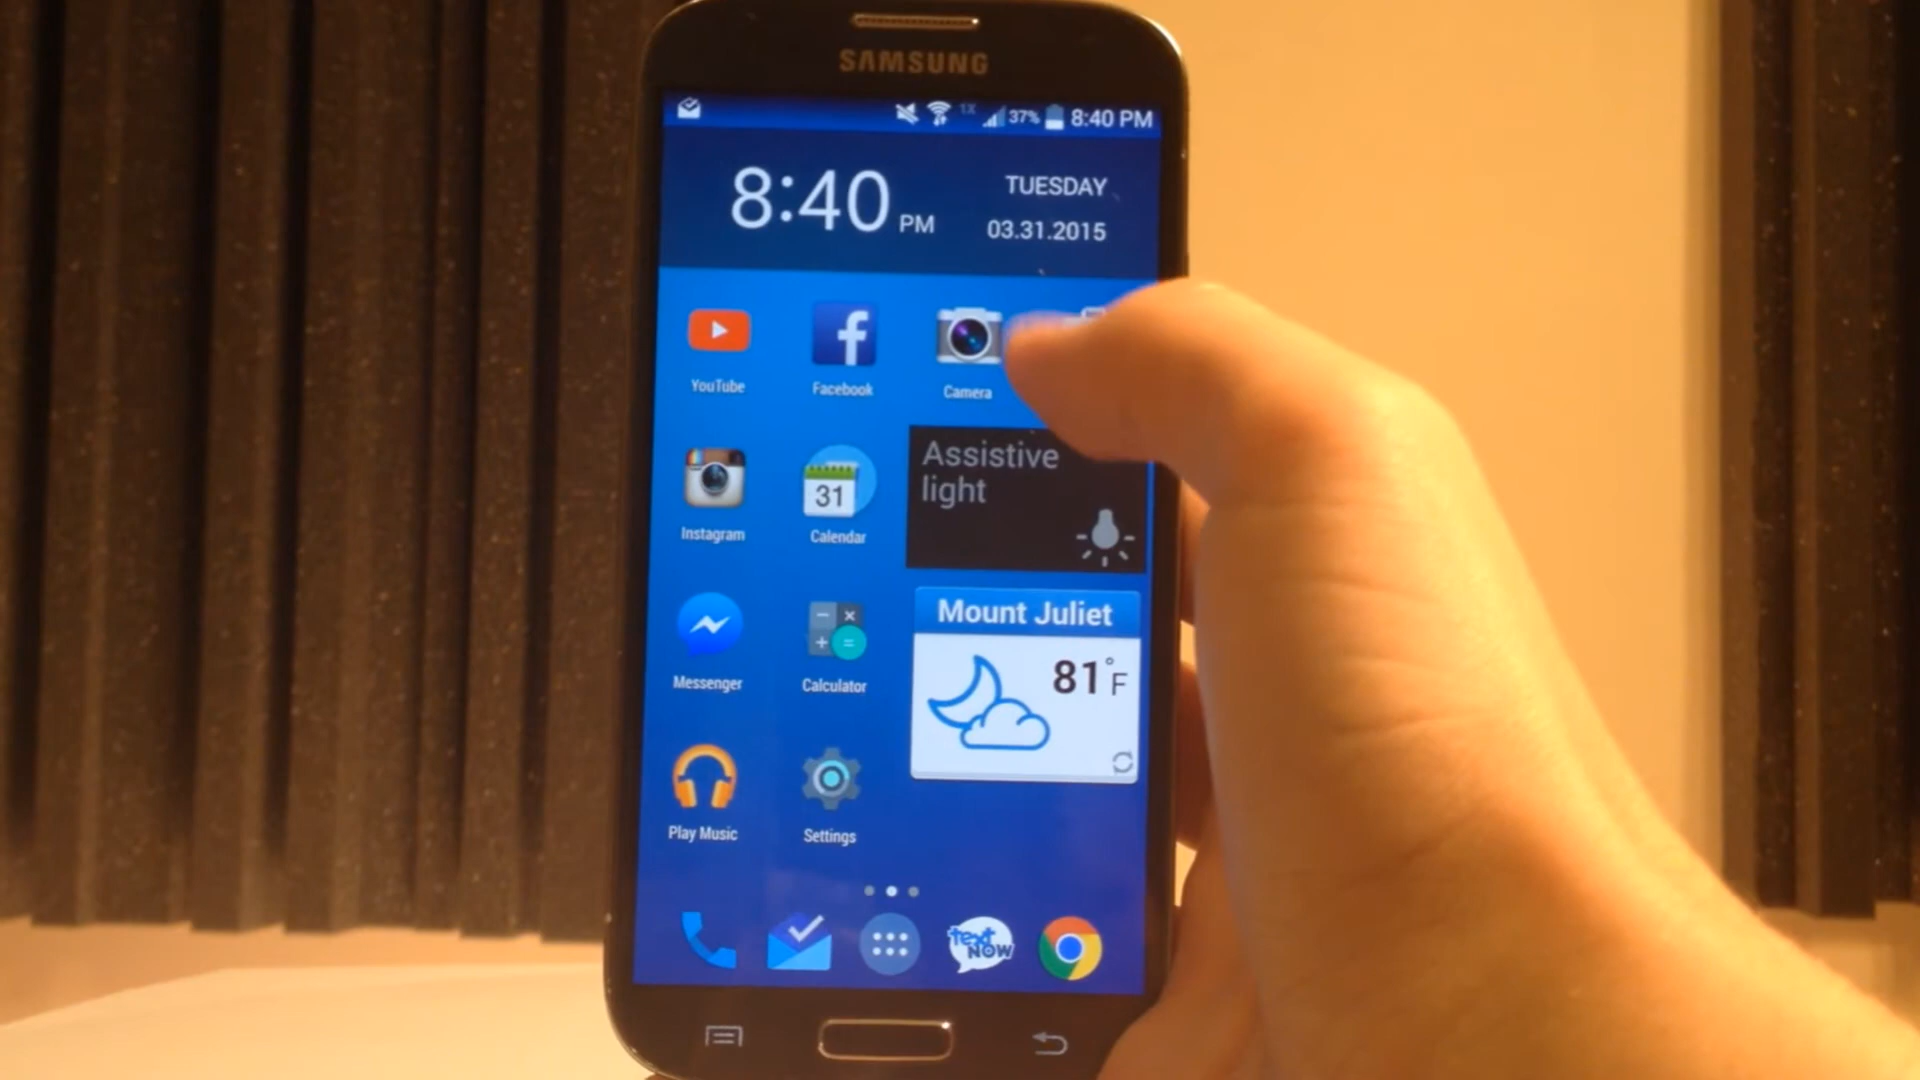 SAMSUNG
1X 37% 8:40 PM
8:40 PM
TUESDAY
03.31.2015
YouTube
Facebook
Camera
Assistive
light
Instagram
31
Calendar
Mount Juliet
81°F
Messenger
Calculator
Play Music
Settings
text
NOW